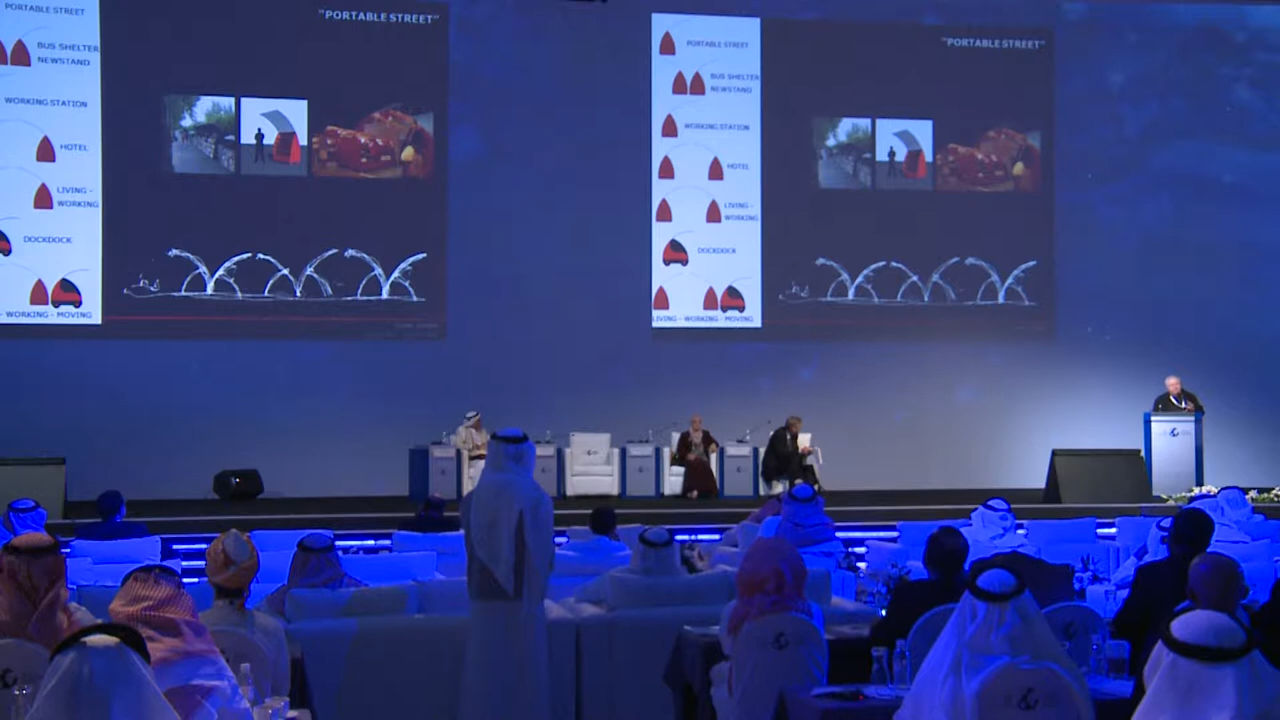 PORTABLE STREET
BUS SHELTER
NEWSTAND
WORKING STATION
HOTEL
LIVING -
WORKING
DOCKDOCK
- WORKING - MOVING
"PORTABLE STREET"
PORTABLE STREET
BUS SHELTER
NEWSTAND
WORKING STATION
HOTEL
LIVING -
WORKING
DOCKDOCK
LIVING - WORKING - MOVING
"PORTABLE STREET"